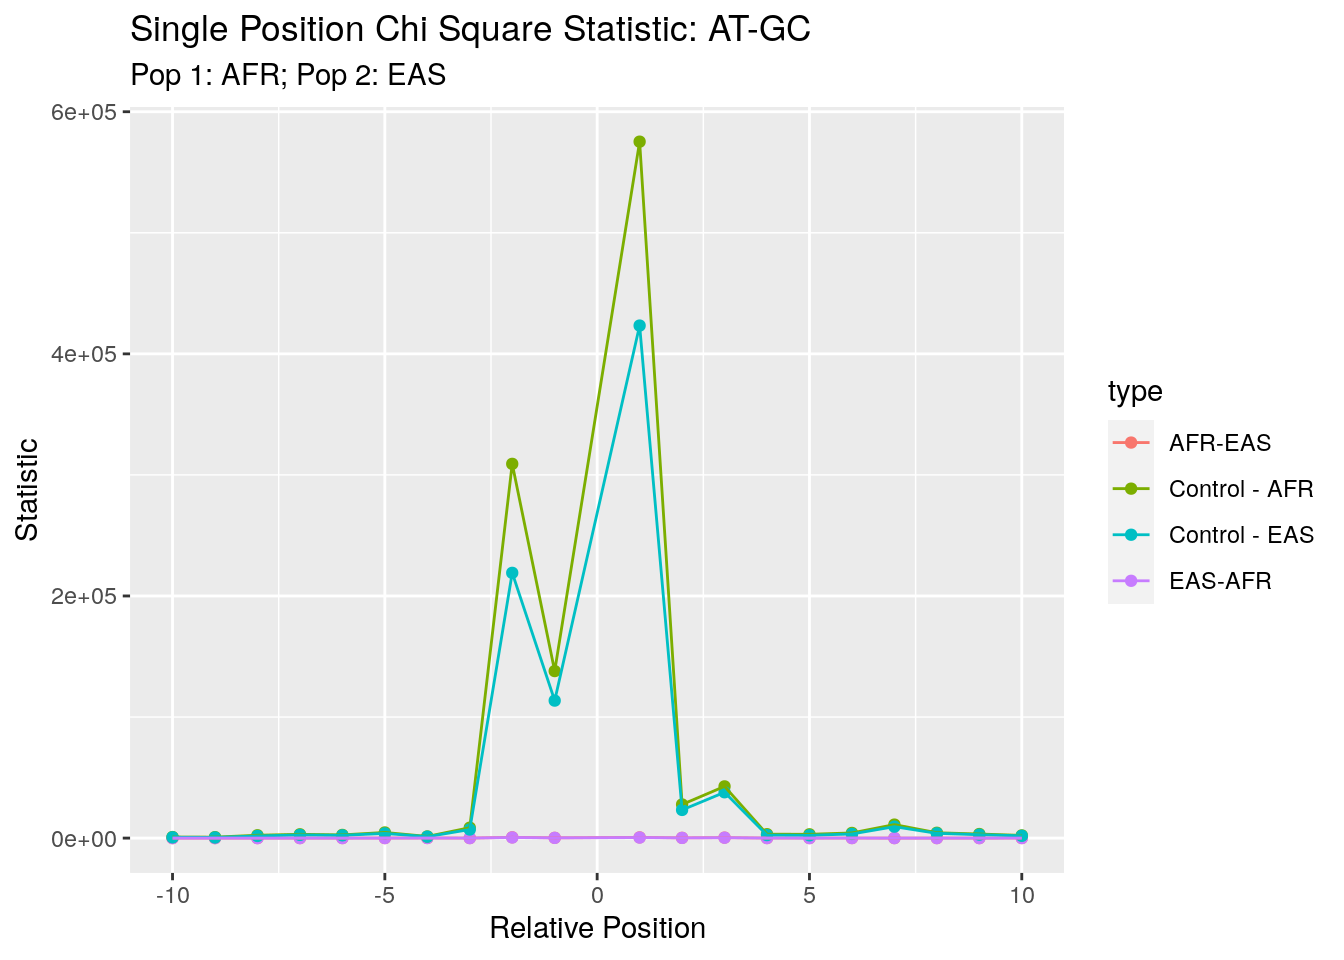 Single Position Chi Square Statistic: AT-GC
Pop 1: AFR; Pop 2: EAS
6e+05
4e+05
2e+05
0e+00
Statistic
-10 -5 0 5 10
Relative Position
type
AFR-EAS
Control - AFR
Control - EAS
EAS-AFR